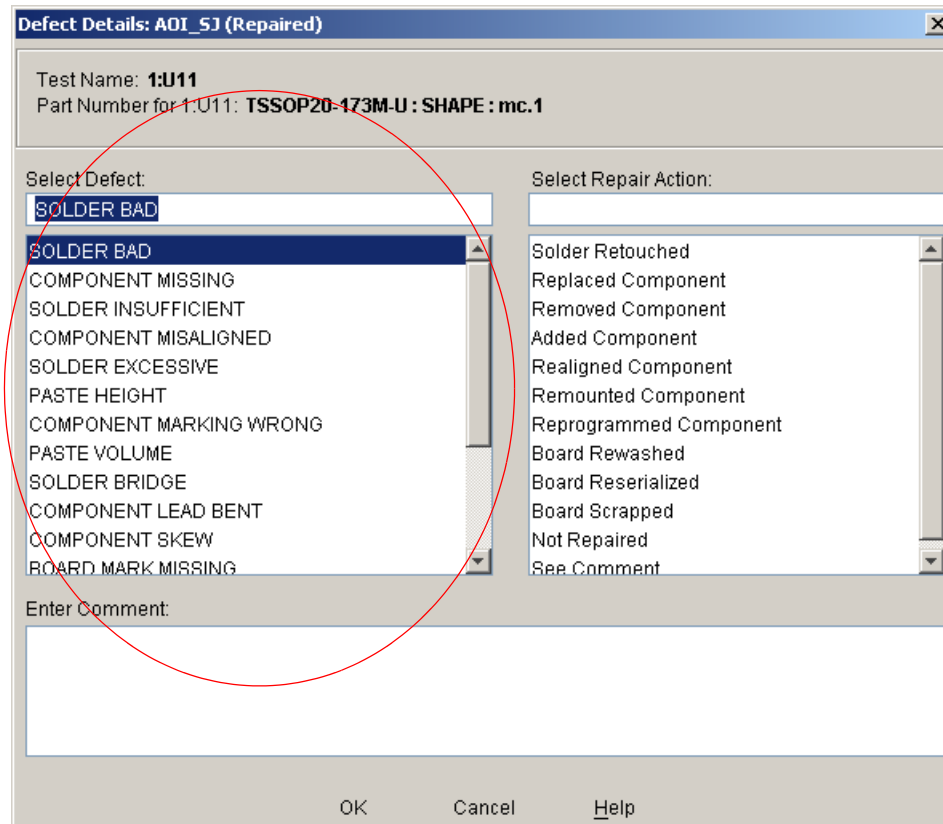 Defect Details: AOI_SJ (Repaired)
Test Name: 1:U11
Part Number for 1:U11: TSSOP20-173M-U : SHAPE : mc.1
Select Defect:
SOLDER BAD
SOLDER BAD
COMPONENT MISSING
SOLDER INSUFFICIENT
COMPONENT MISALIGNED
SOLDER EXCESSIVE
PASTE HEIGHT
COMPONENT MARKING WRONG
PASTE VOLUME
SOLDER BRIDGE
COMPONENT LEAD BENT
COMPONENT SKEW
BOARD MARK MISSING
Select Repair Action:
Solder Retouched
Replaced Component
Removed Component
Added Component
Realigned Component
Remounted Component
Reprogrammed Component
Board Rewashed
Board Reserialized
Board Scrapped
Not Repaired
See Comment
Enter Comment:
OK Cancel Help